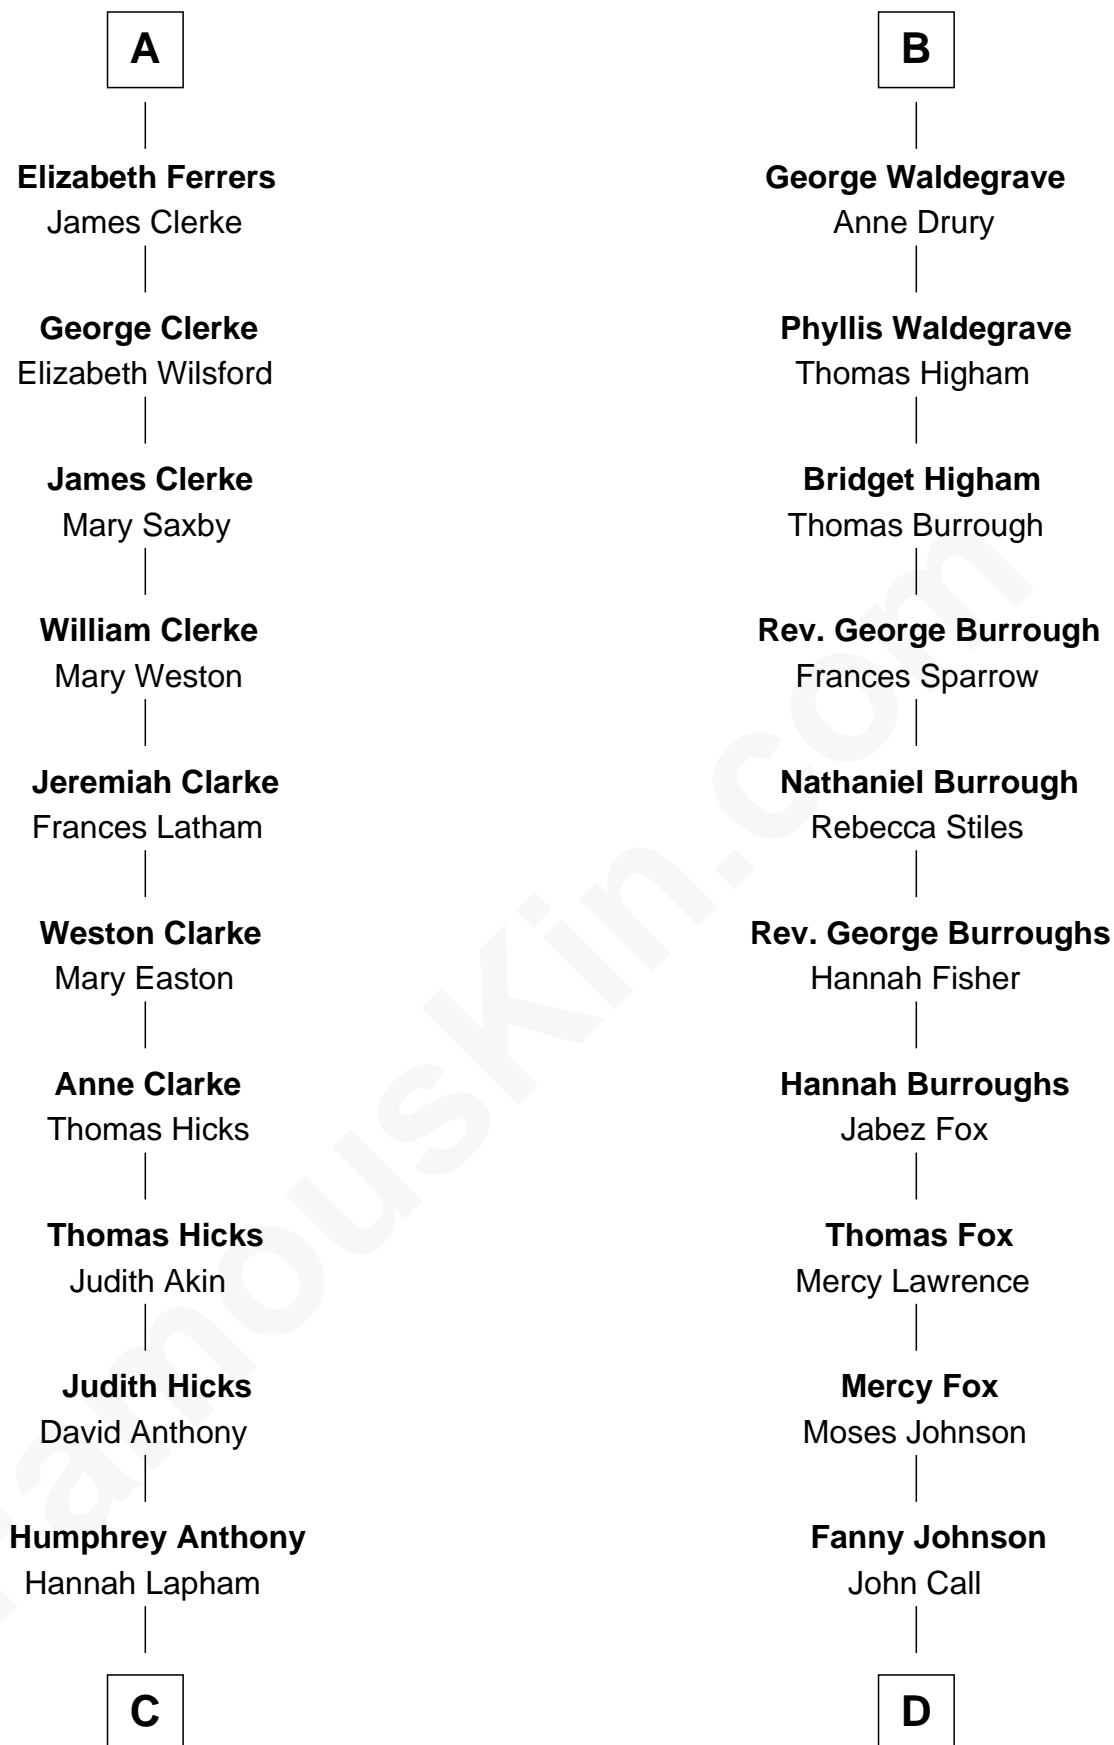 A
Elizabeth Ferrers
James Clerke
George Clerke
Elizabeth Wilsford
James Clerke
Mary Saxby
William Clerke
Mary Weston
Jeremiah Clarke
Frances Latham
Weston Clarke
Mary Easton
Anne Clarke
Thomas Hicks
Thomas Hicks
Judith Akin
Judith Hicks
David Anthony
Humphrey Anthony
Hannah Lapham
C
B
George Waldegrave
Anne Drury
Phyllis Waldegrave
Thomas Higham
Bridget Higham
Thomas Burrough
Rev. George Burrough
Frances Sparrow
Nathaniel Burrough
Rebecca Stiles
Rev. George Burroughs
Hannah Fisher
Hannah Burroughs
Jabez Fox
Thomas Fox
Mercy Lawrence
Mercy Fox
Moses Johnson
Fanny Johnson
John Call
D
FamousKin.com